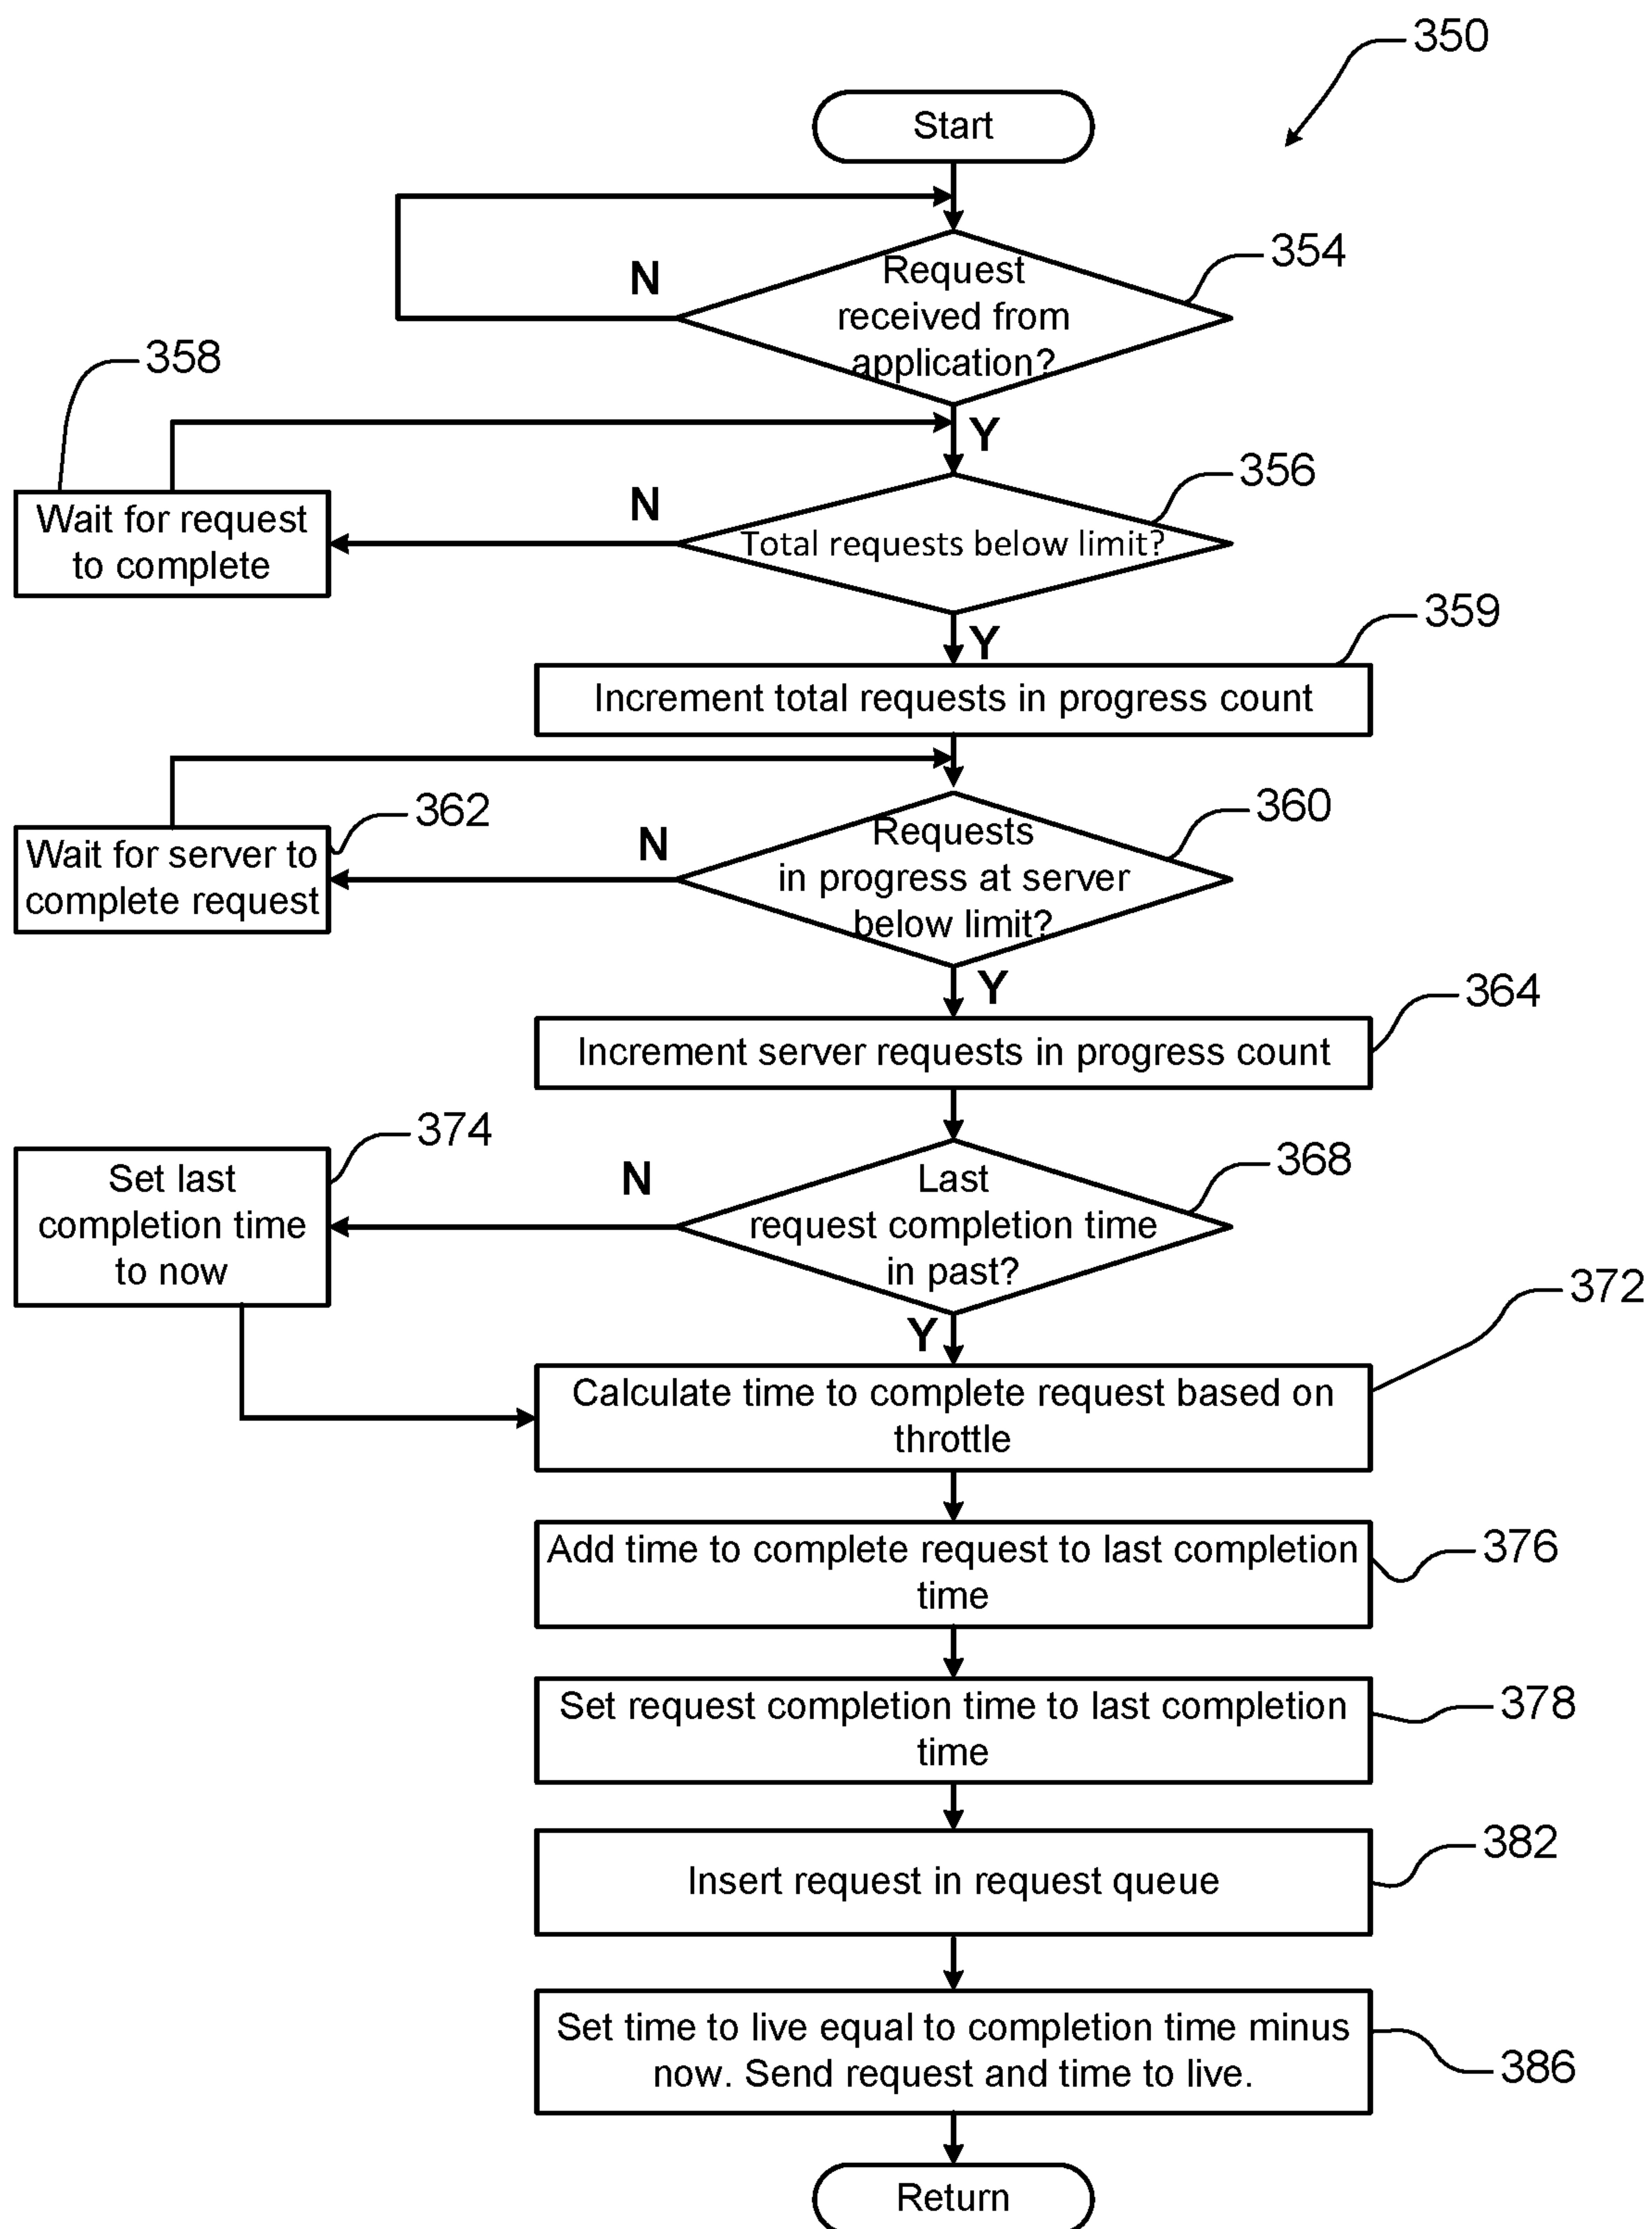 350
Start
N
Request
received from
application?
354
358
Y
Wait for request
to complete
N
Total requests below limit?
356
Y
359
Increment total requests in progress count
362
Wait for server to
complete request
N
Requests
in progress at server
below limit?
360
Y
364
Increment server requests in progress count
374
Set last
completion time
to now
N
Last
request completion time
in past?
368
Y
372
Calculate time to complete request based on
throttle
Add time to complete request to last completion
time
376
Set request completion time to last completion
time
378
Insert request in request queue
382
Set time to live equal to completion time minus
now. Send request and time to live.
386
Return